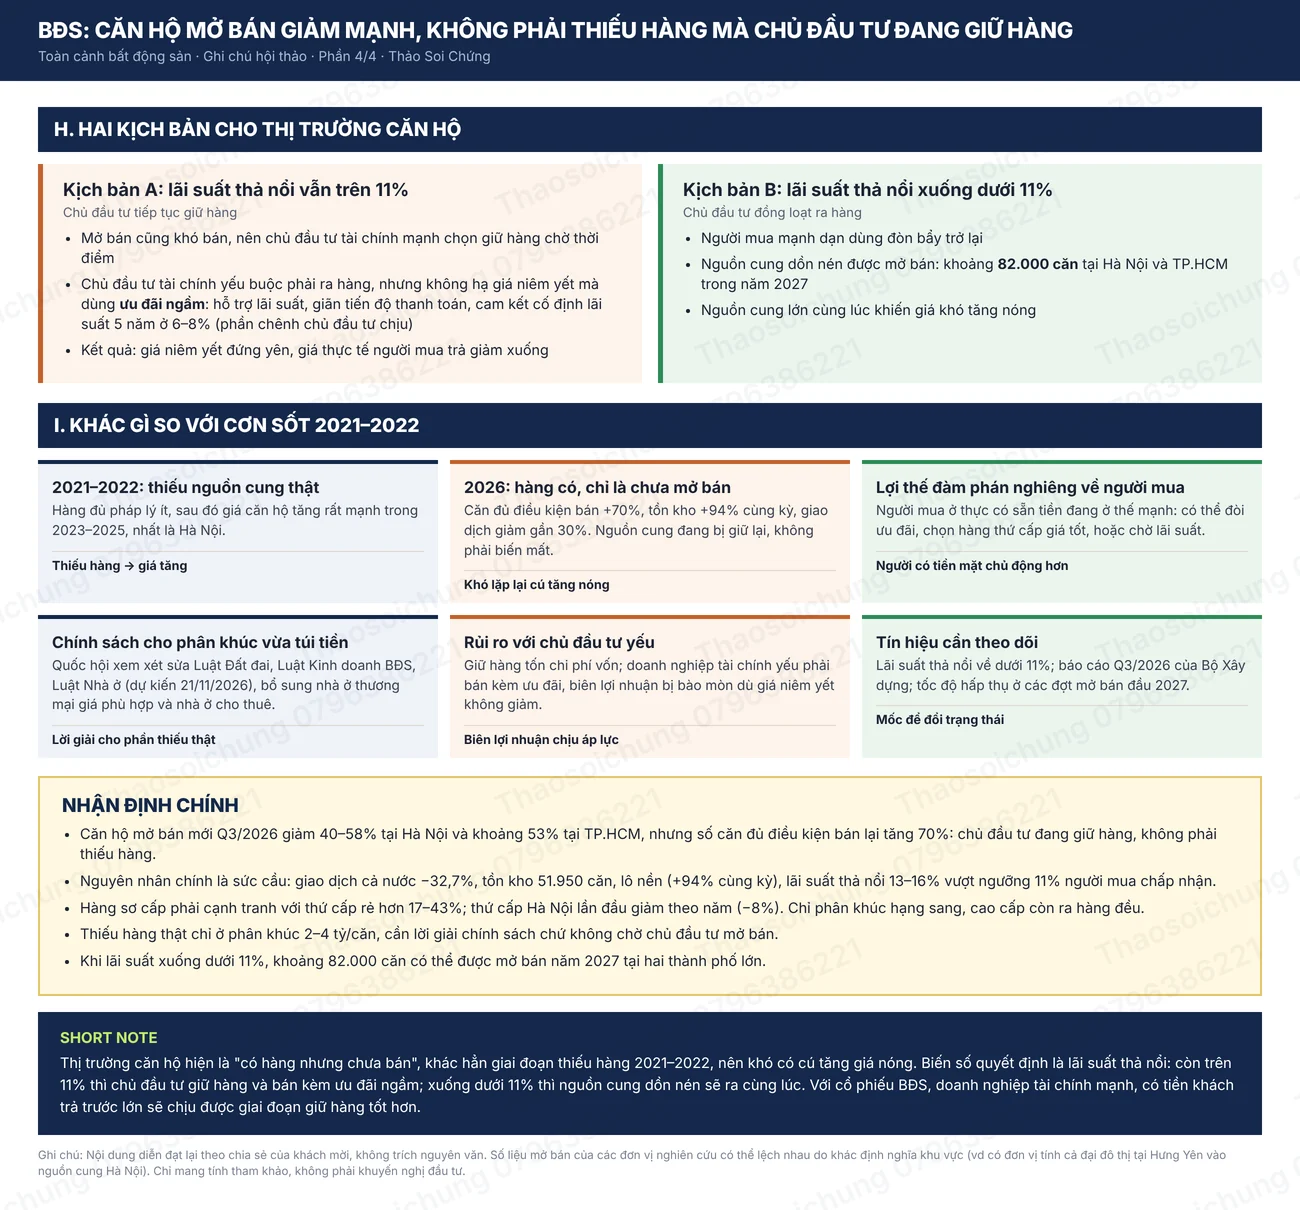 BĐS: CĂN HỘ MỞ BÁN GIẢM MẠNH, KHÔNG PHẢI THIẾU HÀNG MÀ CHỦ ĐẦU TƯ ĐANG GIỮ HÀNG
Toàn cảnh bất động sản · Ghi chú hội thảo · Phần 4/4 · Thảo Soi Chứng
H. HAI KỊCH BẢN CHO THỊ TRƯỜNG CĂN HỘ
Kịch bản A: lãi suất thả nổi vẫn trên 11%
Chủ đầu tư tiếp tục giữ hàng
• Mở bán cũng khó bán, nên chủ đầu tư tài chính mạnh chọn giữ hàng chờ thời
điểm
• Chủ đầu tư tài chính yếu buộc phải ra hàng, nhưng không hạ giá niêm yết mà
dùng ưu đãi ngầm: hỗ trợ lãi suất, giãn tiến độ thanh toán, cam kết cố định lãi
suất 5 năm ở 6–8% (phần chênh chủ đầu tư chịu)
• Kết quả: giá niêm yết đứng yên, giá thực tế người mua trả giảm xuống
Kịch bản B: lãi suất thả nổi xuống dưới 11%
Chủ đầu tư đồng loạt ra hàng
• Người mua mạnh dạn dùng đòn bẩy trở lại
• Nguồn cung dồn nén được mở bán: khoảng 82.000 căn tại Hà Nội và TP.HCM
trong năm 2027
• Nguồn cung lớn cùng lúc khiến giá khó tăng nóng
I. KHÁC GÌ SO VỚI CƠN SỐT 2021–2022
2021–2022: thiếu nguồn cung thật
Hàng đủ pháp lý ít, sau đó giá căn hộ tăng rất mạnh trong
2023–2025, nhất là Hà Nội.
Thiếu hàng → giá tăng
2026: hàng có, chỉ là chưa mở bán
Căn đủ điều kiện bán +70%, tồn kho +94% cùng kỳ, giao
dịch giảm gần 30%. Nguồn cung đang bị giữ lại, không
phải biến mất.
Khó lặp lại cú tăng nóng
Lợi thế đàm phán nghiêng về người mua
Người mua ở thực có sẵn tiền đang ở thế mạnh: có thể đòi
ưu đãi, chọn hàng thứ cấp giá tốt, hoặc chờ lãi suất.
Người có tiền mặt chủ động hơn
Chính sách cho phân khúc vừa túi tiền
Quốc hội xem xét sửa Luật Đất đai, Luật Kinh doanh BĐS,
Luật Nhà ở (dự kiến 21/11/2026), bổ sung nhà ở thương
mại giá phù hợp và nhà ở cho thuê.
Lời giải cho phần thiếu thật
Rủi ro với chủ đầu tư yếu
Giữ hàng tốn chi phí vốn; doanh nghiệp tài chính yếu phải
bán kèm ưu đãi, biên lợi nhuận bị bào mòn dù giá niêm yết
không giảm.
Biên lợi nhuận chịu áp lực
Tín hiệu cần theo dõi
Lãi suất thả nổi về dưới 11%; báo cáo Q3/2026 của Bộ Xây
dựng; tốc độ hấp thụ ở các đợt mở bán đầu 2027.
Mốc để đổi trạng thái
NHẬN ĐỊNH CHÍNH
• Căn hộ mở bán mới Q3/2026 giảm 40–58% tại Hà Nội và khoảng 53% tại TP.HCM, nhưng số căn đủ điều kiện bán lại tăng 70%: chủ đầu tư đang giữ hàng, không phải
thiếu hàng.
• Nguyên nhân chính là sức cầu: giao dịch cả nước −32,7%, tồn kho 51.950 căn, lô nền (+94% cùng kỳ), lãi suất thả nổi 13–16% vượt ngưỡng 11% người mua chấp nhận.
• Hàng sơ cấp phải cạnh tranh với thứ cấp rẻ hơn 17–43%; thứ cấp Hà Nội lần đầu giảm theo năm (−8%). Chỉ phân khúc hạng sang, cao cấp còn ra hàng đều.
• Thiếu hàng thật chỉ ở phân khúc 2–4 tỷ/căn, cần lời giải chính sách chứ không chờ chủ đầu tư mở bán.
• Khi lãi suất xuống dưới 11%, khoảng 82.000 căn có thể được mở bán năm 2027 tại hai thành phố lớn.
SHORT NOTE
Thị trường căn hộ hiện là "có hàng nhưng chưa bán", khác hẳn giai đoạn thiếu hàng 2021–2022, nên khó có cú tăng giá nóng. Biến số quyết định là lãi suất thả nổi: còn trên
11% thì chủ đầu tư giữ hàng và bán kèm ưu đãi ngầm; xuống dưới 11% thì nguồn cung dồn nén sẽ ra cùng lúc. Với cổ phiếu BĐS, doanh nghiệp tài chính mạnh, có tiền khách
trả trước lớn sẽ chịu được giai đoạn giữ hàng tốt hơn.
Ghi chú: Nội dung diễn đạt lại theo chia sẻ của khách mời, không trích nguyên văn. Số liệu mở bán của các đơn vị nghiên cứu có thể lệch nhau do khác định nghĩa khu vực (vd có đơn vị tính cả đại đô thị tại Hưng Yên vào
nguồn cung Hà Nội). Chỉ mang tính tham khảo, không phải khuyến nghị đầu tư.
Thaosoichung 0796386221